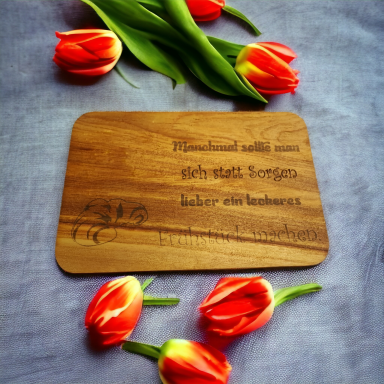 Manchmal sollte man
sich statt Sorgen
lieber ein leckeres
Frühstück machen.